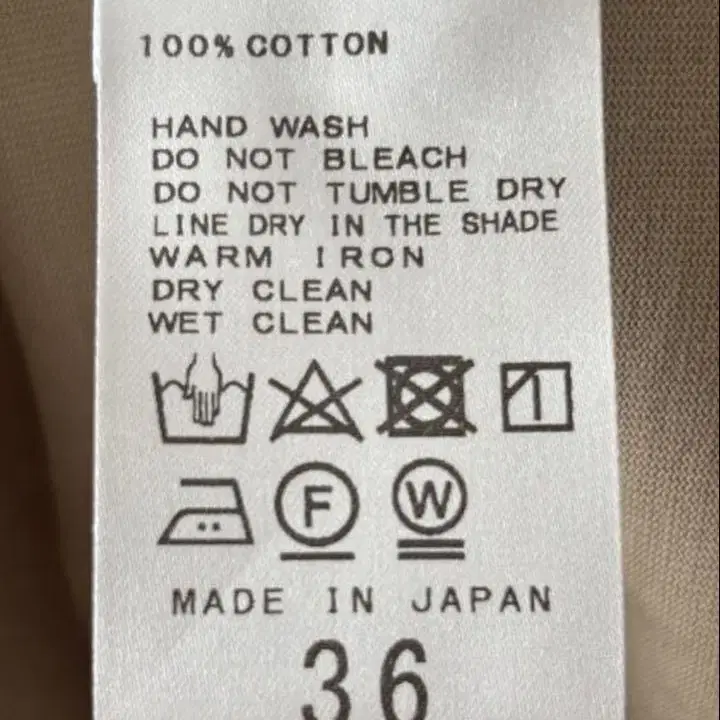 100% COTTON
HAND WASH
DO NOT BLEACH
DO NOT TUMBLE DRY
LINE DRY IN THE SHADE
WARM IRON
DRY CLEAN
WET CLEAN
F W
MADE IN JAPAN
36